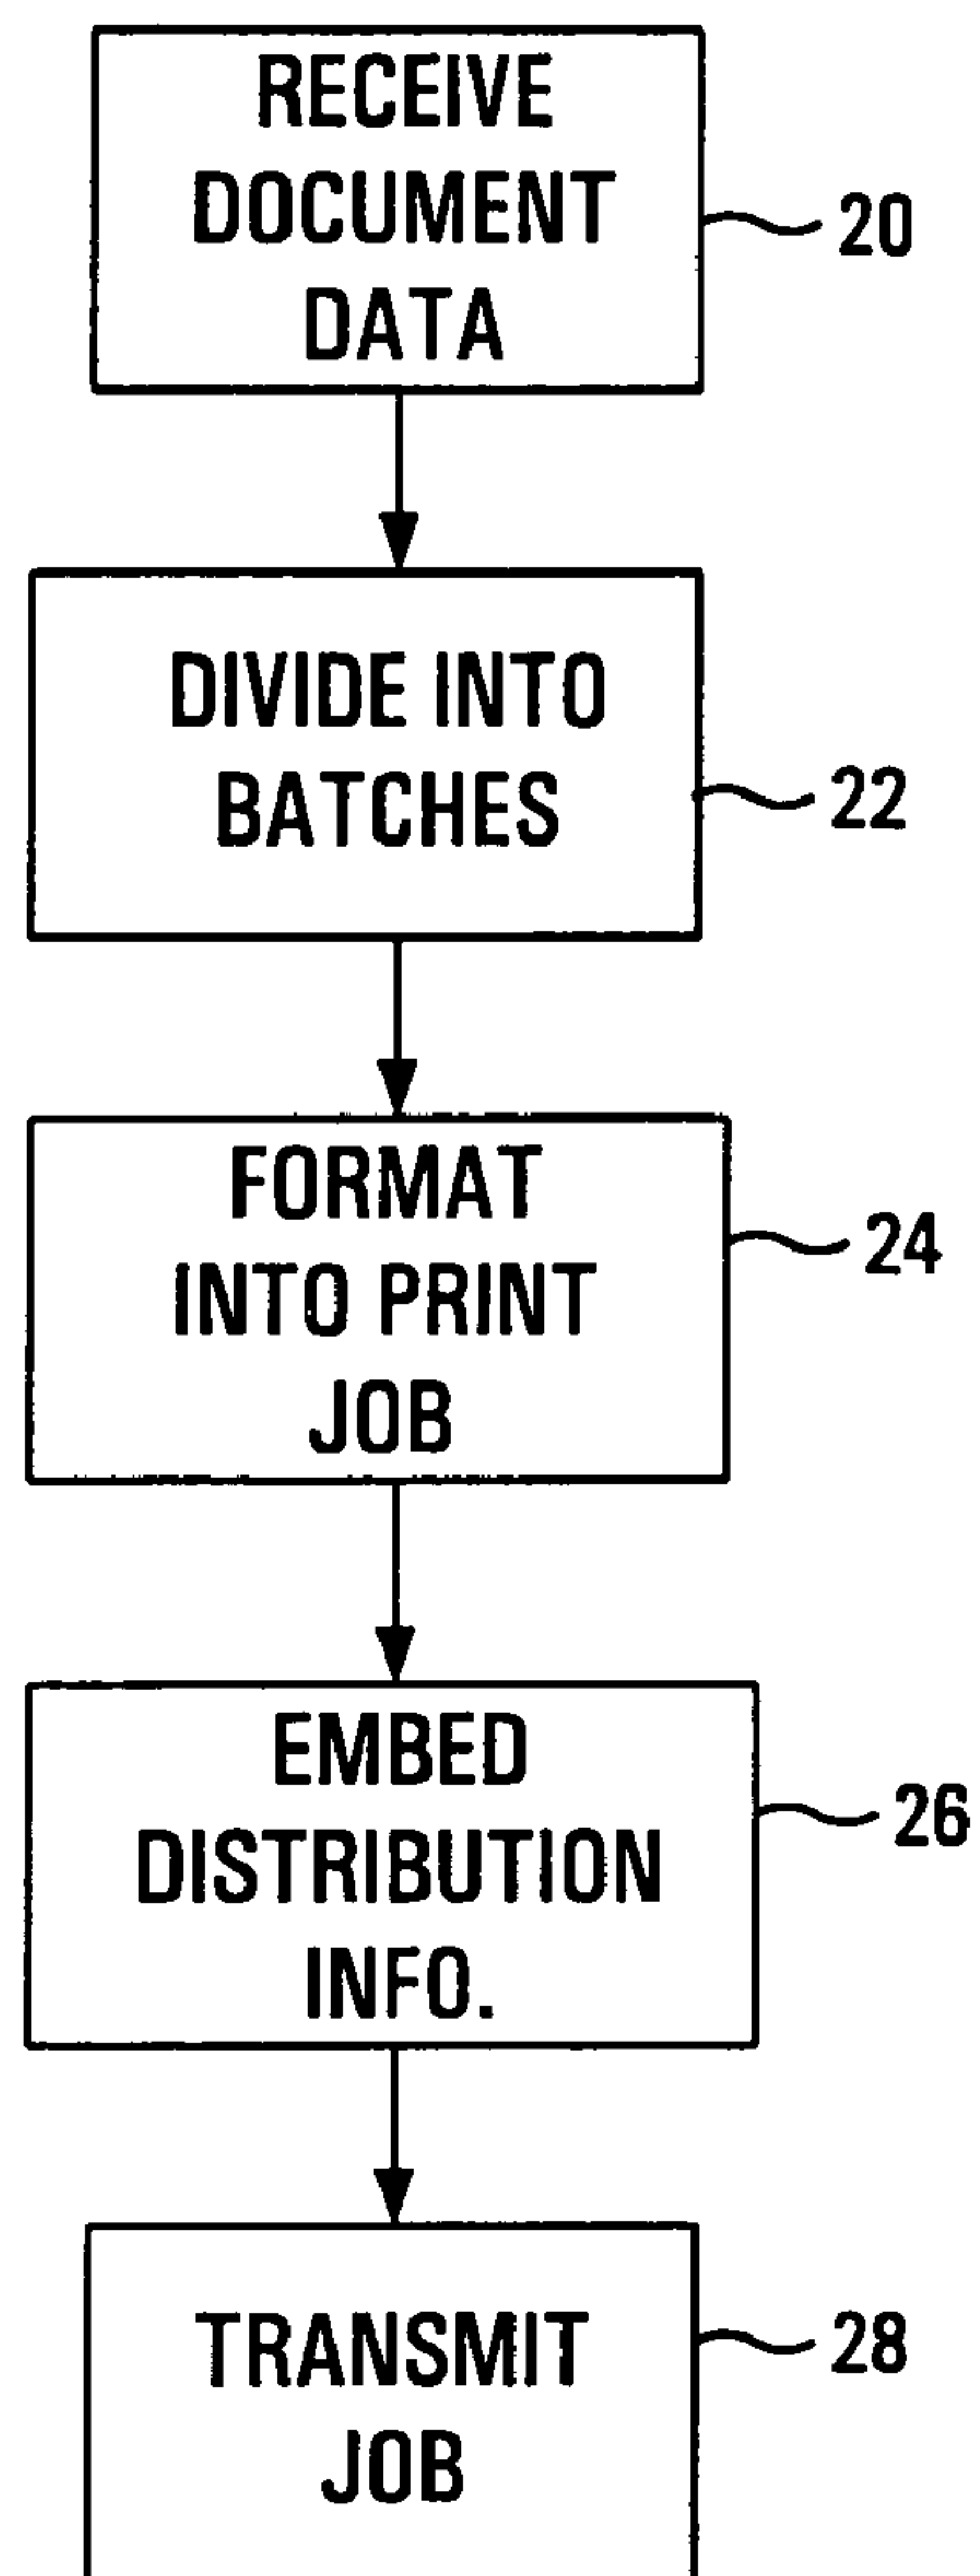 RECEIVE
DOCUMENT
DATA
20
DIVIDE INTO
BATCHES
22
FORMAT
INTO PRINT
JOB
24
EMBED
DISTRIBUTION
INFO.
26
TRANSMIT
JOB
28